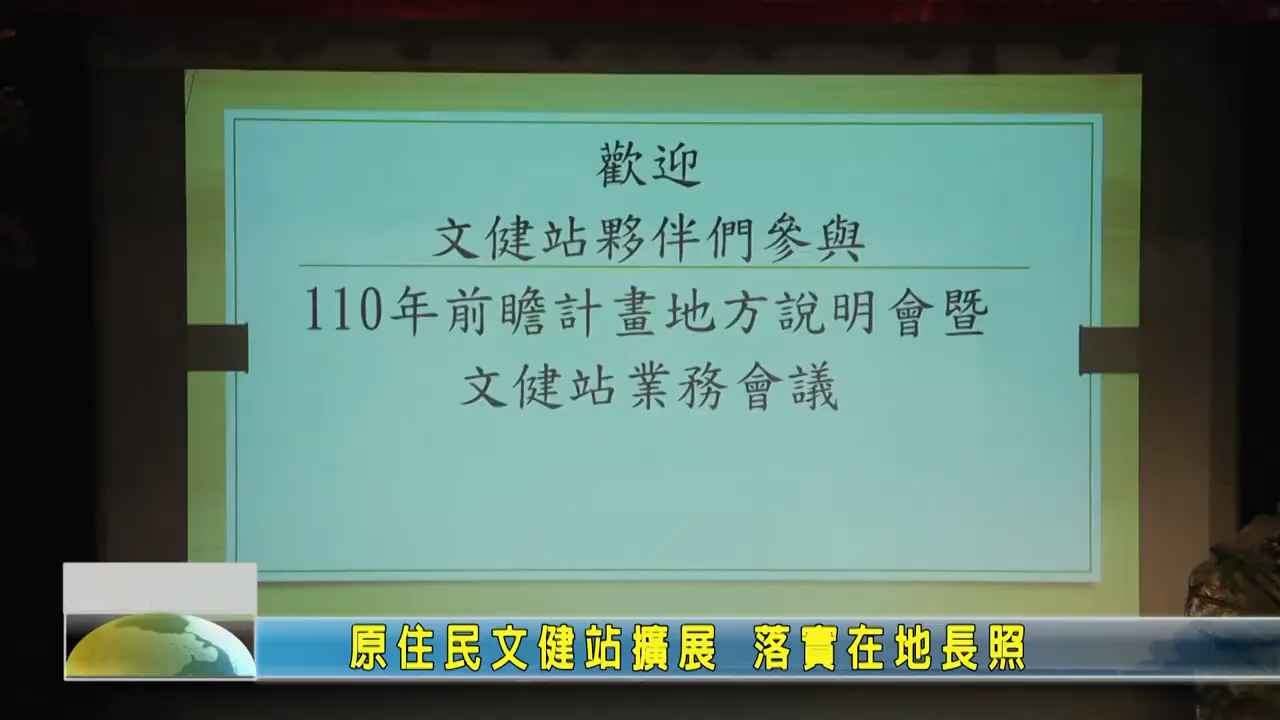 歡迎
文健站夥伴們參與
110年前瞻計畫地方說明會暨
文健站業務會議
原住民文健站擴展 落實在地長照